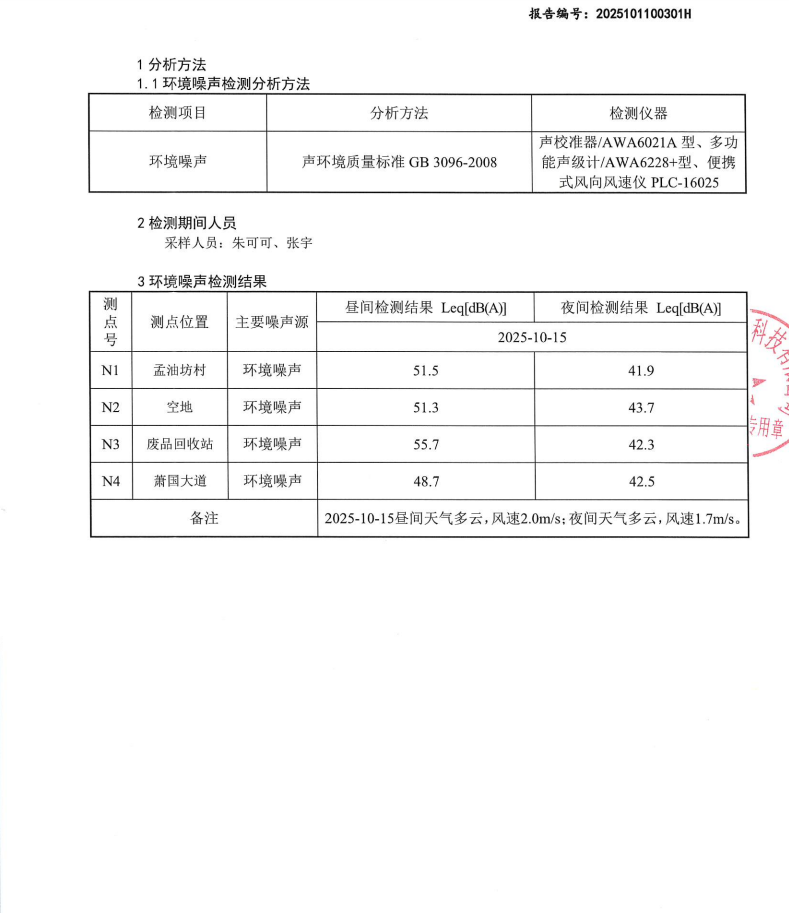 报告编号：2025101100301H
1 分析方法
1.1 环境噪声检测分析方法
检测项目 分析方法 检测仪器
环境噪声 声环境质量标准 GB 3096-2008 声校准器/AWA6021A 型、多功
能声级计/AWA6228+型、便携
式风向风速仪 PLC-16025
2 检测期间人员
采样人员：朱可可、张宇
3 环境噪声检测结果
测点号 测点位置 主要噪声源 昼间检测结果 Leq[dB(A)] 夜间检测结果 Leq[dB(A)]
2025-10-15
N1 孟油坊村 环境噪声 51.5 41.9
N2 空地 环境噪声 51.3 43.7
N3 废品回收站 环境噪声 55.7 42.3
N4 萧国大道 环境噪声 48.7 42.5
备注 2025-10-15昼间天气多云，风速2.0m/s；夜间天气多云，风速1.7m/s。
科技
用章